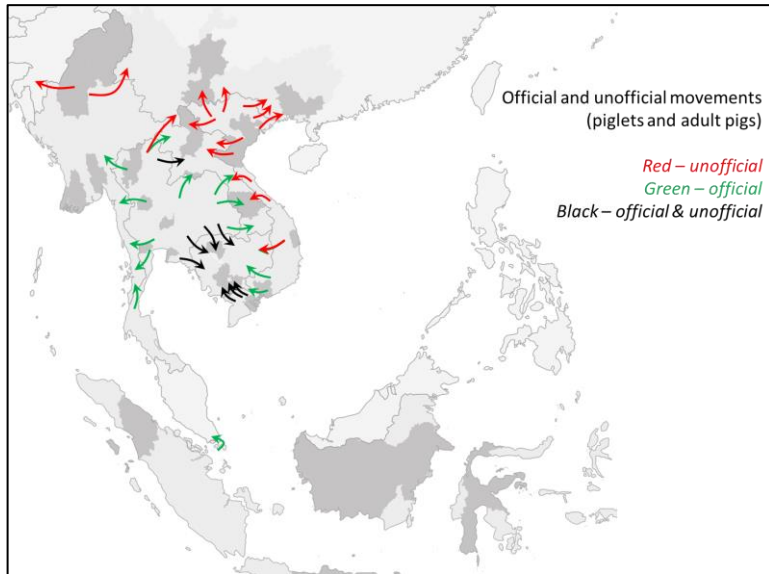 Official and unofficial movements
(piglets and adult pigs)
Red – unofficial
Green – official
Black – official & unofficial